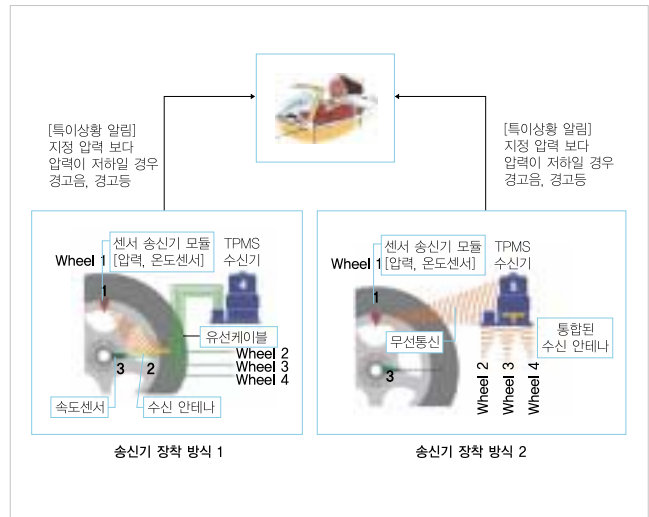 [특이상황 알림]
지정 압력 보다
압력이 저하일 경우
경고음, 경고등
[특이상황 알림]
지정 압력 보다
압력이 저하일 경우
경고음, 경고등
센서 송신기 모듈
[압력, 온도센서]
TPMS
수신기
Wheel 1
1
4
유선케이블
Wheel 2
Wheel 3
Wheel 4
3
2
속도센서
수신 안테나
송신기 장착 방식 1
센서 송신기 모듈
[압력, 온도센서]
TPMS
수신기
Wheel 1
1
무선통신
통합된
수신 안테나
3
Wheel 2
Wheel 3
Wheel 4
송신기 장착 방식 2